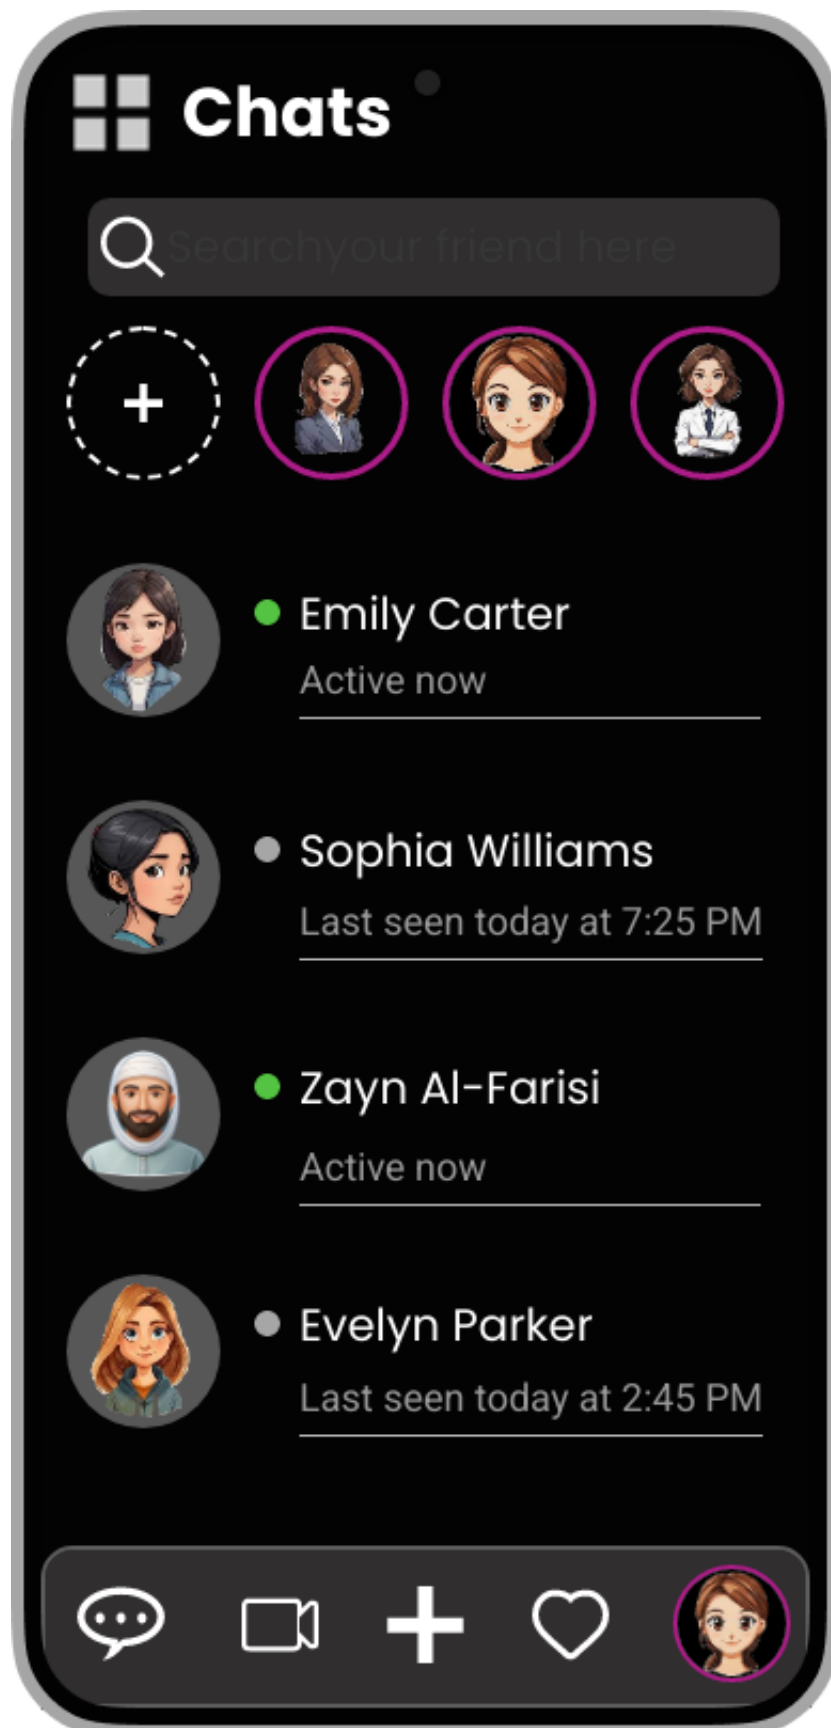 Chats
Searchyour friend here
Emily Carter
Active now
Sophia Williams
Last seen today at 7:25 PM
Zayn Al-Farisi
Active now
Evelyn Parker
Last seen today at 2:45 PM